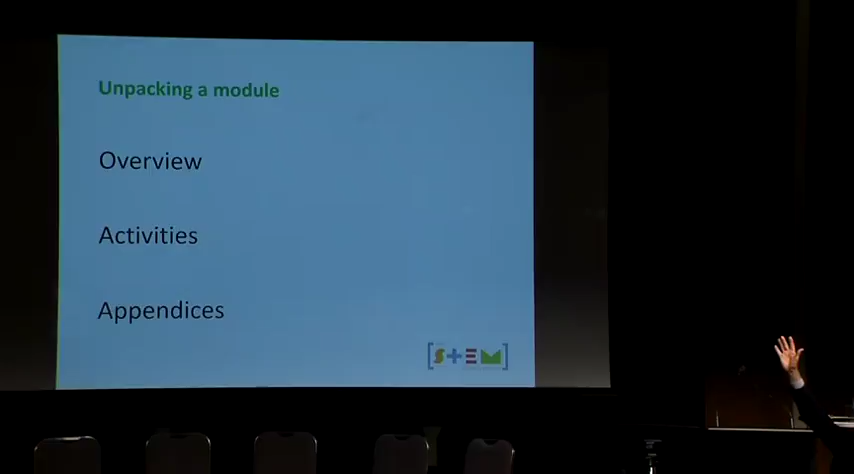 Unpacking a module
Overview
Activities
Appendices
[S+EM]